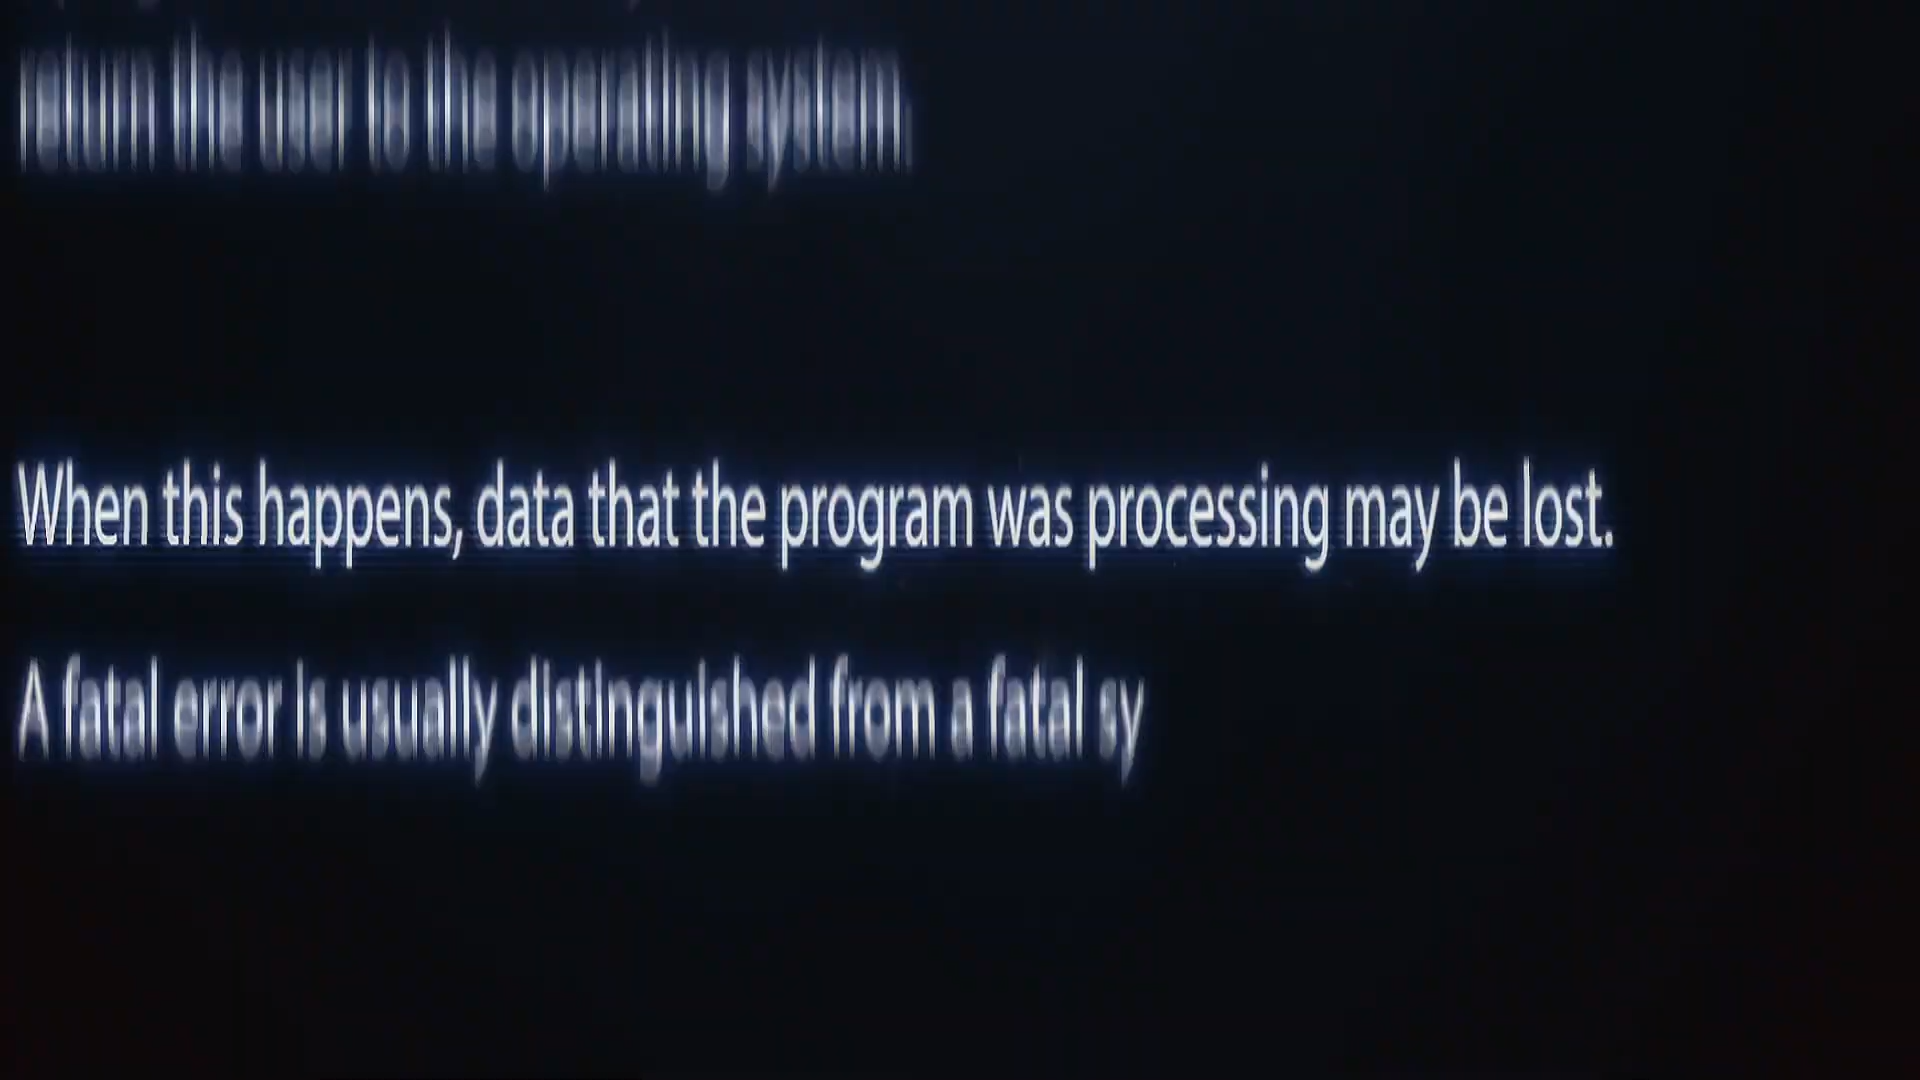 return the user to the operating system.
When this happens, data that the program was processing may be lost.
A fatal error is usually distinguished from a fatal sy